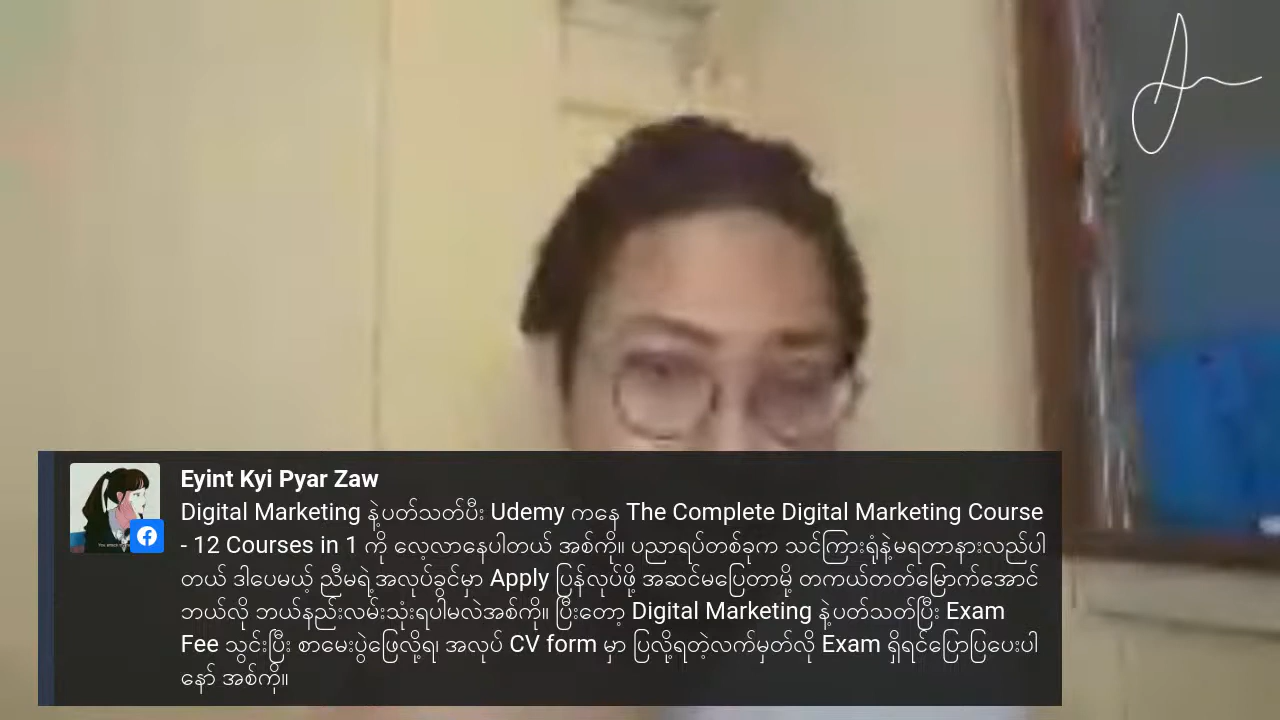 Eyint Kyi Pyar Zaw
Digital Marketing နဲ့ပတ်သတ်ပီး Udemy ကနေ The Complete Digital Marketing Course
- 12 Courses in 1 ကို လေ့လာနေပါတယ် အစ်ကို။ ပညာရပ်တစ်ခုက သင်ကြားရုံနဲ့မရတာနားလည်ပါ
တယ် ဒါပေမယ့် ညီမရဲ့အလုပ်ခွင်မှာ Apply ပြန်လုပ်ဖို့ အဆင်မပြေတာမို့ တကယ်တတ်မြောက်အောင်
ဘယ်လို ဘယ်နည်းလမ်းသုံးရပါမလဲအစ်ကို။ ပြီးတော့ Digital Marketing နဲ့ပတ်သတ်ပြီး Exam
Fee သွင်းပြီး စာမေးပွဲဖြေလို့ရ၊ အလုပ် CV form မှာ ပြလို့ရတဲ့လက်မှတ်လို Exam ရှိရင်ပြောပြပေးပါ
နော် အစ်ကို။